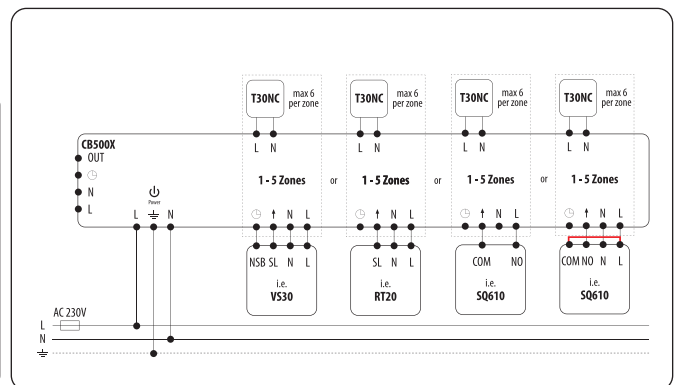 T30NC max 6 per zone T30NC max 6 per zone T30NC max 6 per zone T30NC max 6 per zone
L N L N L N L N
CB500X
OUT
N
L
L Power N
1 - 5 Zones or 1 - 5 Zones or 1 - 5 Zones or 1 - 5 Zones
N L N L N L N L
NSB SL N L SL N L COM NO COM NO N L
i.e. i.e. i.e. i.e.
VS30 RT20 SQ610 SQ610
AC 230V
L
N